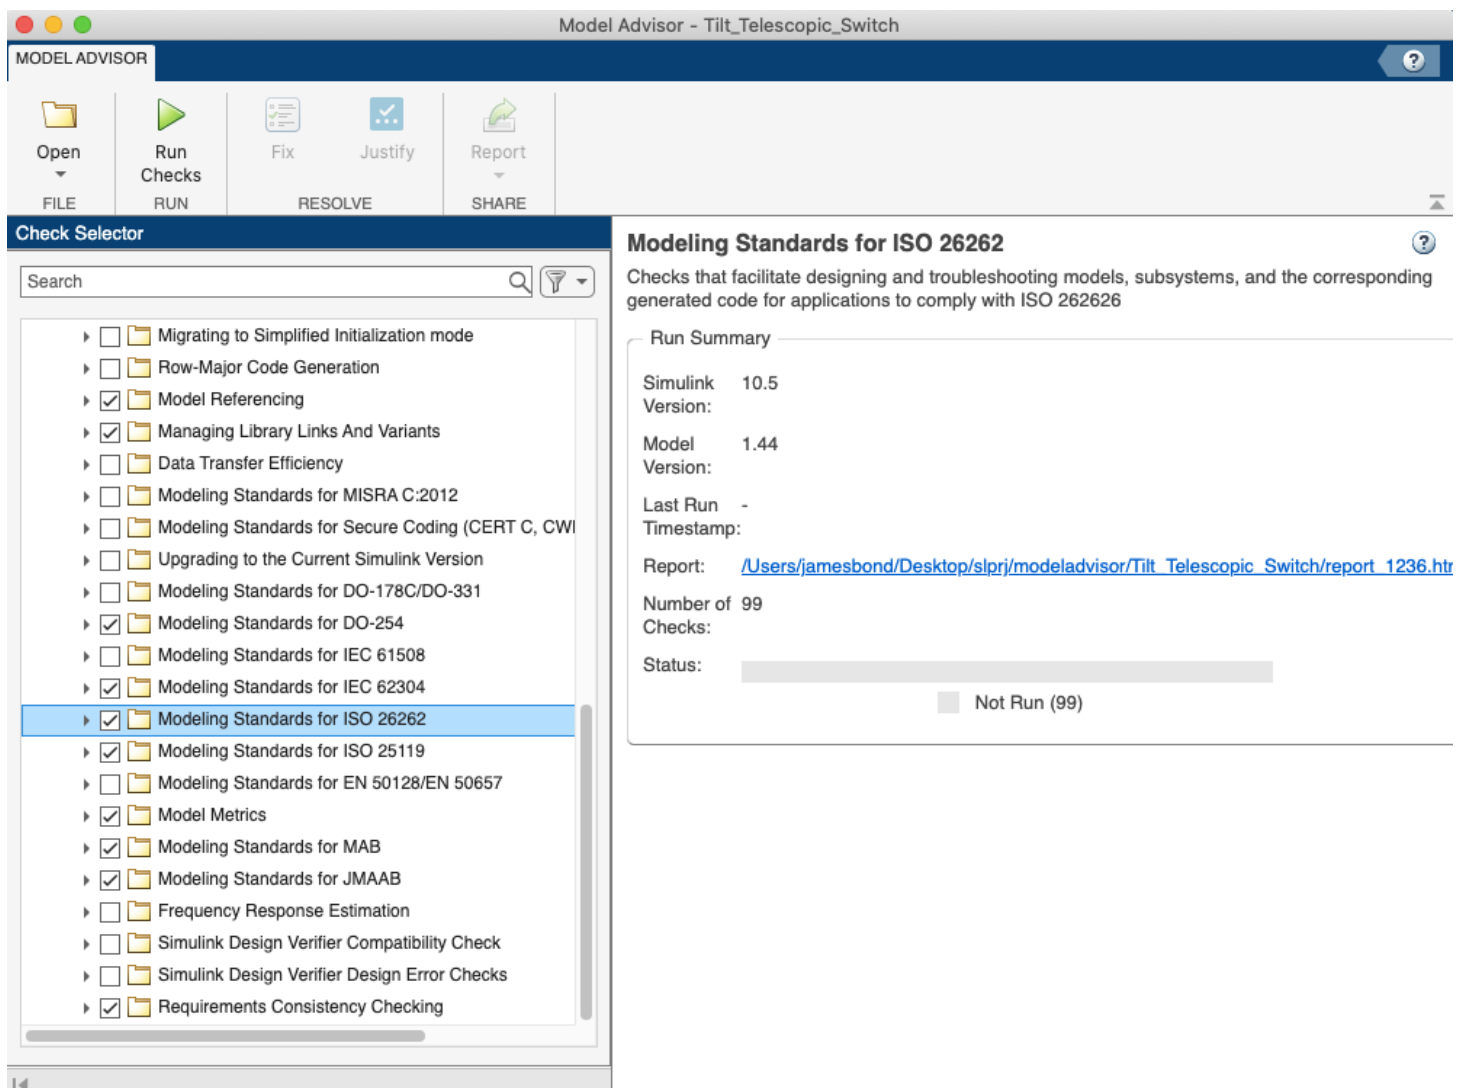 Model Advisor - Tilt_Telescopic_Switch
MODEL ADVISOR
?
Open
Run
Checks
Fix
Justify
Report
FILE
RUN
RESOLVE
SHARE
Check Selector
Search
Migrating to Simplified Initialization mode
Row-Major Code Generation
Model Referencing
Managing Library Links And Variants
Data Transfer Efficiency
Modeling Standards for MISRA C:2012
Modeling Standards for Secure Coding (CERT C, CWI
Upgrading to the Current Simulink Version
Modeling Standards for DO-178C/DO-331
Modeling Standards for DO-254
Modeling Standards for IEC 61508
Modeling Standards for IEC 62304
Modeling Standards for ISO 26262
Modeling Standards for ISO 25119
Modeling Standards for EN 50128/EN 50657
Model Metrics
Modeling Standards for MAB
Modeling Standards for JMAAB
Frequency Response Estimation
Simulink Design Verifier Compatibility Check
Simulink Design Verifier Design Error Checks
Requirements Consistency Checking
Modeling Standards for ISO 26262
?
Checks that facilitate designing and troubleshooting models, subsystems, and the corresponding
generated code for applications to comply with ISO 262626
Run Summary
Simulink 10.5
Version:
Model 1.44
Version:
Last Run -
Timestamp:
Report: /Users/jamesbond/Desktop/slprj/modeladvisor/Tilt_Telescopic_Switch/report_1236.htr
Number of 99
Checks:
Status:
Not Run (99)